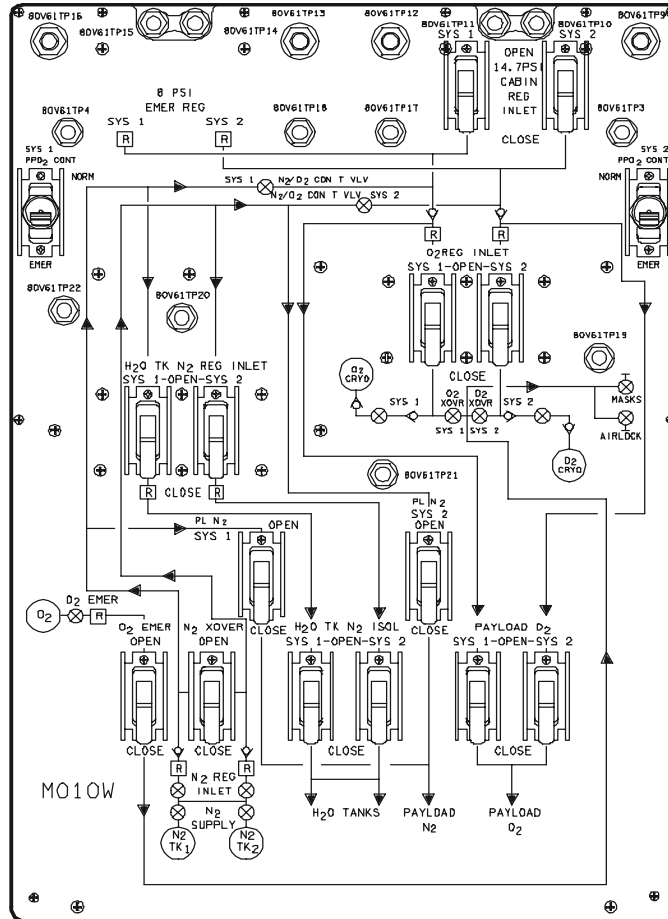 80V61TP16
80V61TP15
80V61TP13
80V61TP14
80V61TP12
80V61TP11
80V61TP10
80V61TP9
SYS 1
SYS 2
OPEN
14.7PSI
CABIN
REG
INLET
CLOSE
8 PSI
EMER REG
SYS 1
SYS 2
R
R
80V61TP4
80V61TP18
80V61TP17
80V61TP3
SYS 1
PPO2 CONT
NORM
EMER
SYS 2
PPO2 CONT
NORM
EMER
SYS 1
N2/O2 CON T VLV
N2/O2 CON T VLV SYS 2
R
R
O2REG INLET
SYS 1-OPEN-SYS 2
CLOSE
80V61TP22
80V61TP20
80V61TP19
H2O TK N2 REG INLET
SYS 1-OPEN-SYS 2
R
CLOSE
R
O2
CRYO
SYS 1
O2
XOVR
SYS 1
O2
XOVR
SYS 2
SYS 2
O2
CRYO
MASKS
AIRLOCK
80V61TP21
PL N2
SYS 1
OPEN
CLOSE
PL N2
SYS 2
OPEN
CLOSE
O2
O2 EMER
R
O2 EMER
OPEN
CLOSE
N2 XOVER
OPEN
CLOSE
H2O TK N2 ISOL
SYS 1-OPEN-SYS 2
CLOSE
PAYLOAD O2
SYS 1-OPEN-SYS 2
CLOSE
R
R
N2 REG
INLET
N2
SUPPLY
N2
TK1
N2
TK2
MO10W
H2O TANKS
PAYLOAD
N2
PAYLOAD
O2